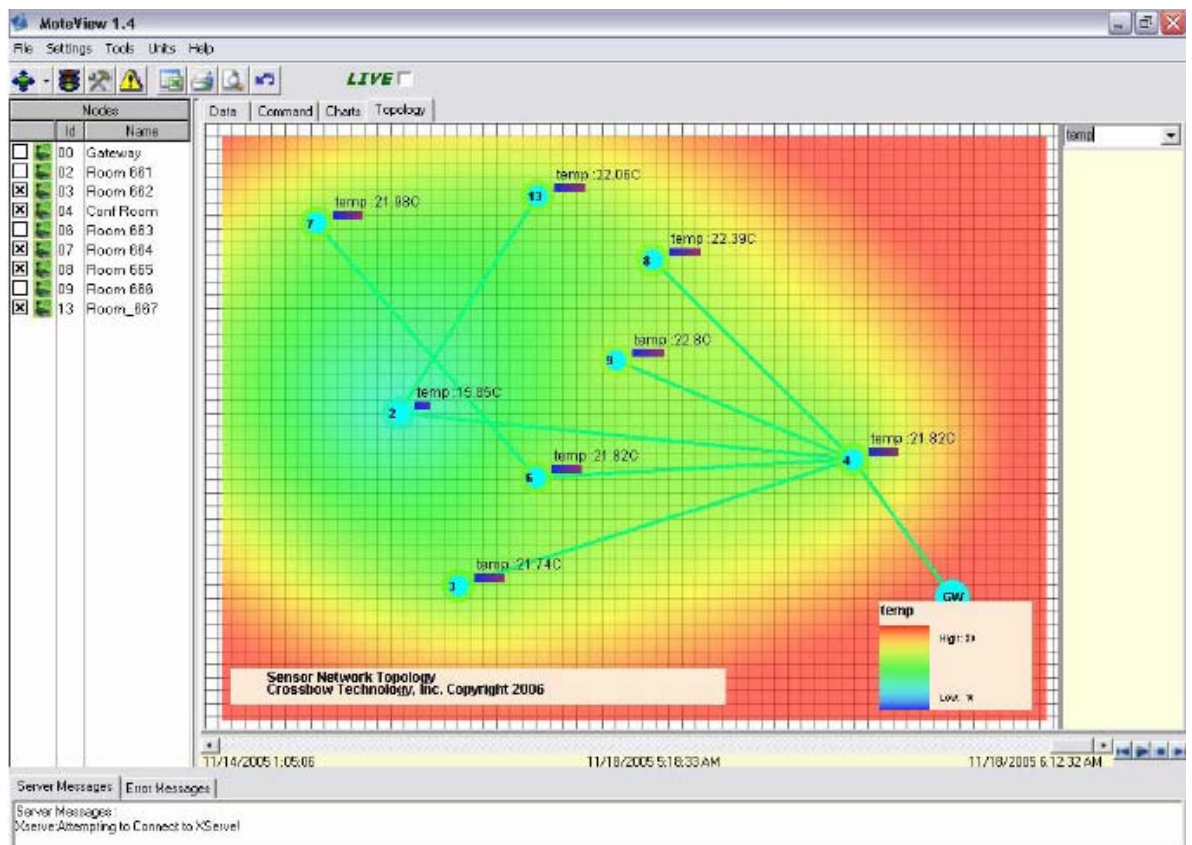 MoteView 1.4
File Settings Tools Units Help
LIVE
Nodes
Id Name
00 Gateway
02 Room 661
03 Room 662
04 Conf Room
06 Room 663
07 Room 664
08 Room 665
09 Room 666
13 Room_667
Data Command Charts Topology
temp
temp :22.06C
13
temp :21.98C
7
temp :22.39C
8
temp :22.8C
9
temp :15.85C
2
temp :21.82C
4
temp :21.82C
6
temp :21.74C
3
GW
temp
High:
Low:
Sensor Network Topology
Crossbow Technology, Inc. Copyright 2006
11/14/2005 1:05:06 11/18/2005 5:18:33 AM 11/18/2005 6:12:32 AM
Server Messages Error Messages
Server Messages:
Xserve:Attempting to Connect to XServe!